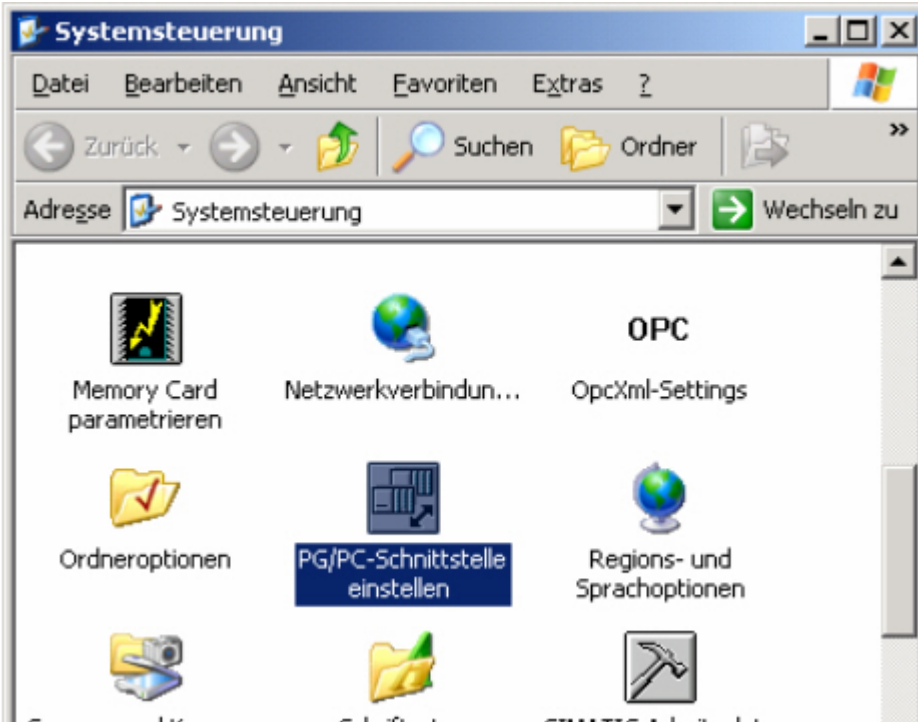 Systemsteuerung
Datei Bearbeiten Ansicht Favoriten Extras ?
Zurück Suchen Ordner »
Adresse Systemsteuerung Wechseln zu
OPC
Memory Card
parametrieren
Netzwerkverbindun...
OpcXml-Settings
Ordneroptionen
PG/PC-Schnittstelle
einstellen
Regions- und
Sprachoptionen